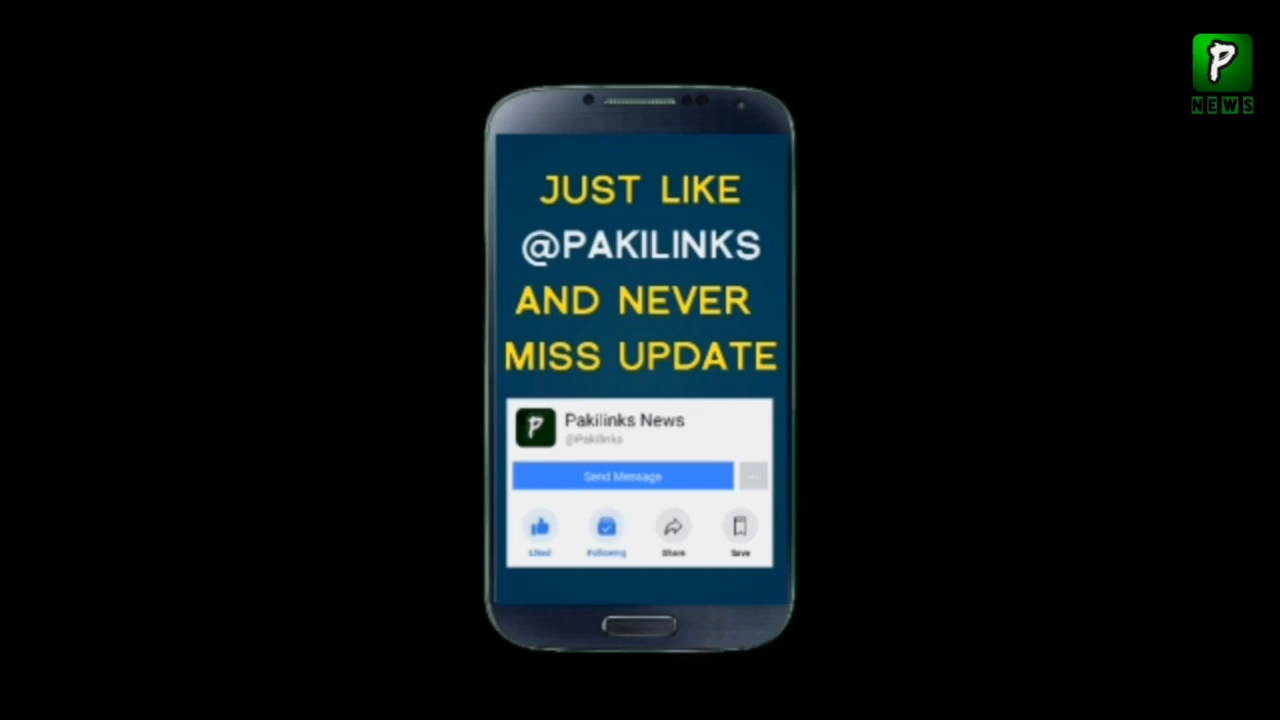 P
NEWS
JUST LIKE
@PAKILINKS
AND NEVER
MISS UPDATE
P
Pakilinks News
@Pakilinks
Send Message
...
Liked Following Share Save